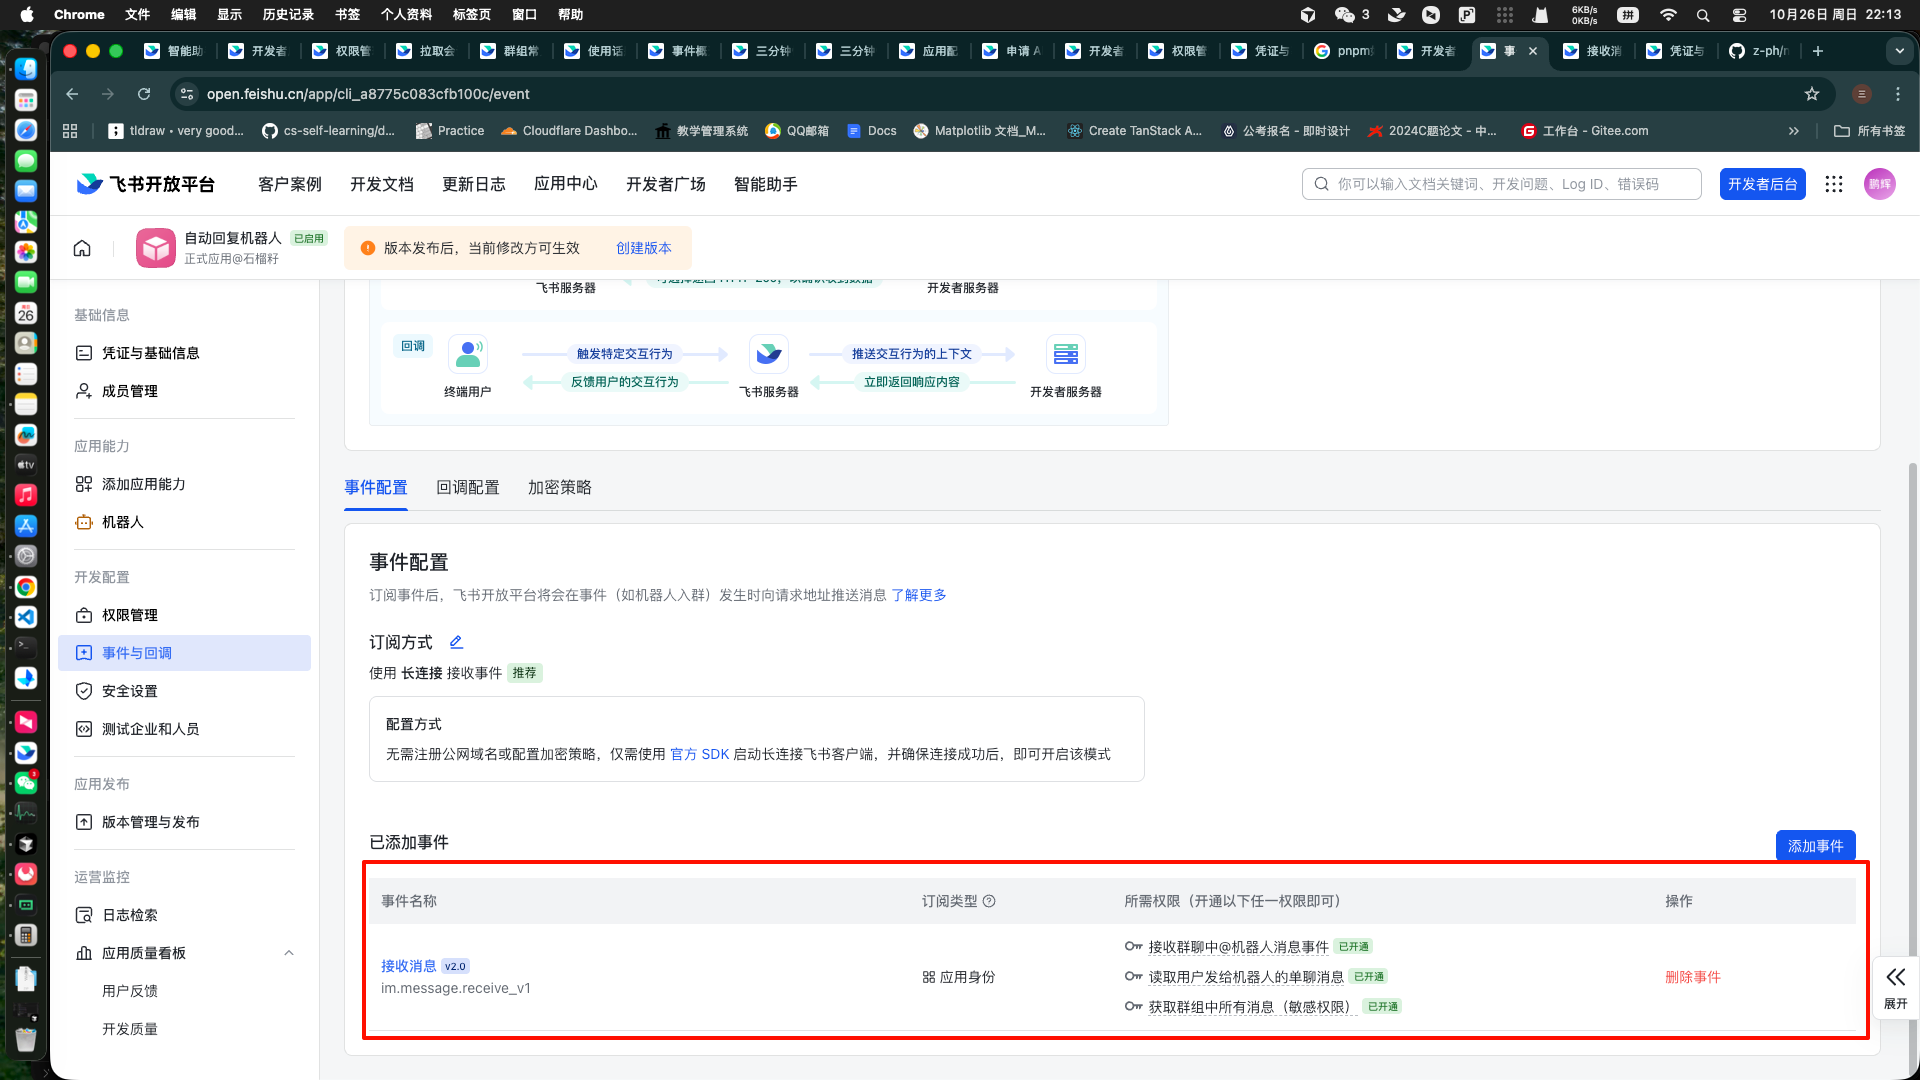 Chrome 文件 编辑 显示 历史记录 书签 个人资料 标签页 窗口 帮助 3 6KB/s 0KB/s 拼 10月26日 周日 22:13
智能助 开发者 权限管 拉取会 群组常 使用话 事件概 三分钟 三分钟 应用配 申请 A 开发者 权限管 凭证与 pnpm 开发者 事 接收消 凭证与 z-ph/r
open.feishu.cn/app/cli_a8775c083cfb100c/event
tldraw • very good... cs-self-learning/d... Practice Cloudflare Dashbo... 教学管理系统 QQ邮箱 Docs Matplotlib 文档_M... Create TanStack A... 公考报名 - 即时设计 2024C题论文 - 中... 工作台 - Gitee.com 所有书签
飞书开放平台 客户案例 开发文档 更新日志 应用中心 开发者广场 智能助手 你可以输入文档关键词、开发问题、Log ID、错误码 开发者后台 鹏辉
自动回复机器人 已启用
正式应用@石榴籽
版本发布后，当前修改方可生效 创建版本
基础信息
凭证与基础信息
成员管理
应用能力
添加应用能力
机器人
开发配置
权限管理
事件与回调
安全设置
测试企业和人员
应用发布
版本管理与发布
运营监控
日志检索
应用质量看板
用户反馈
开发质量
飞书服务器 开发者服务器
回调 触发特定交互行为 推送交互行为的上下文
反馈用户的交互行为 立即返回响应内容
终端用户 飞书服务器 开发者服务器
事件配置 回调配置 加密策略
事件配置
订阅事件后，飞书开放平台将会在事件（如机器人入群）发生时向请求地址推送消息 了解更多
订阅方式
使用 长连接 接收事件 推荐
配置方式
无需注册公网域名或配置加密策略，仅需使用 官方 SDK 启动长连接飞书客户端，并确保连接成功后，即可开启该模式
已添加事件 添加事件
事件名称 订阅类型 所需权限（开通以下任一权限即可） 操作
接收消息 v2.0
im.message.receive_v1
应用身份
接收群聊中@机器人消息事件 已开通
读取用户发给机器人的单聊消息 已开通
获取群组中所有消息（敏感权限） 已开通
删除事件
展开